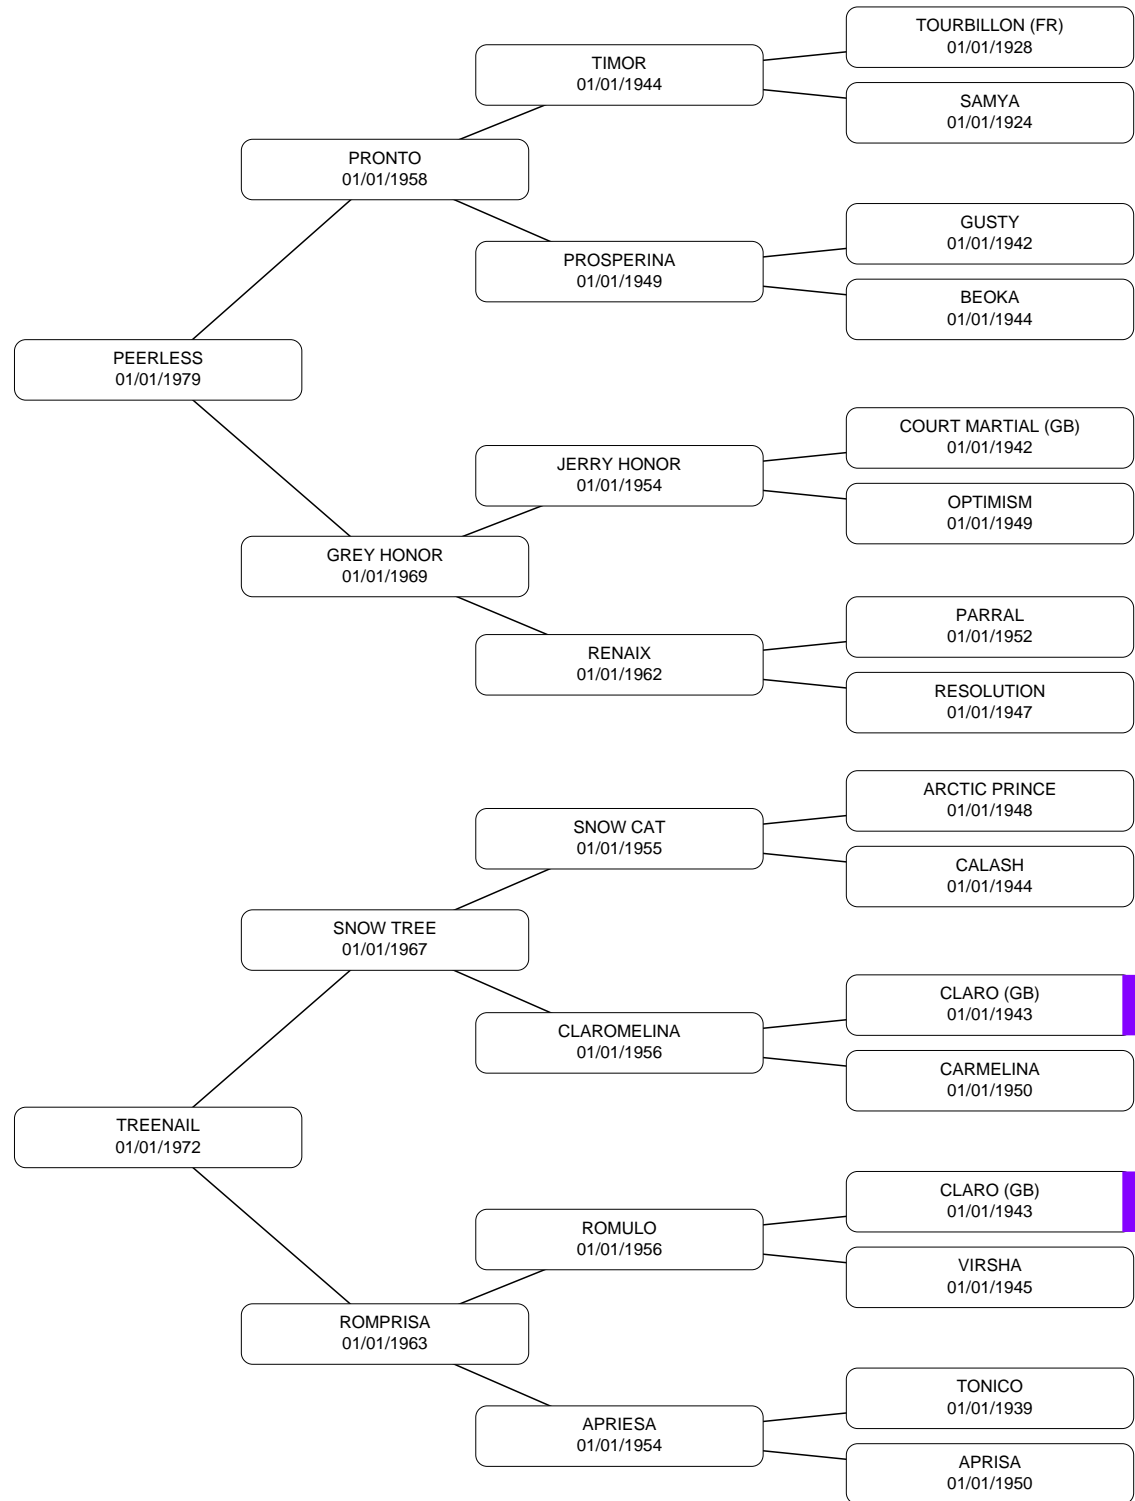 TOURBILLON (FR)
01/01/1928
TIMOR
01/01/1944
SAMYA
01/01/1924
PRONTO
01/01/1958
GUSTY
01/01/1942
PROSPERINA
01/01/1949
BEOKA
01/01/1944
PEERLESS
01/01/1979
COURT MARTIAL (GB)
01/01/1942
JERRY HONOR
01/01/1954
OPTIMISM
01/01/1949
GREY HONOR
01/01/1969
PARRAL
01/01/1952
RENAIX
01/01/1962
RESOLUTION
01/01/1947
ARCTIC PRINCE
01/01/1948
SNOW CAT
01/01/1955
CALASH
01/01/1944
SNOW TREE
01/01/1967
CLARO (GB)
01/01/1943
CLAROMELINA
01/01/1956
CARMELINA
01/01/1950
TREENAIL
01/01/1972
CLARO (GB)
01/01/1943
ROMULO
01/01/1956
VIRSHA
01/01/1945
ROMPRISA
01/01/1963
TONICO
01/01/1939
APRIESA
01/01/1954
APRISA
01/01/1950